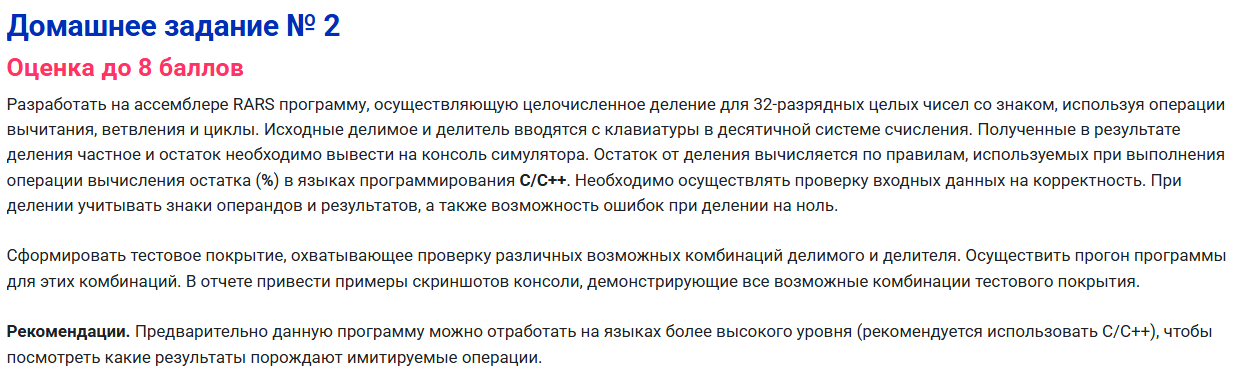 Домашнее задание № 2
Оценка до 8 баллов
Разработать на ассемблере RARS программу, осуществляющую целочисленное деление для 32-разрядных целых чисел со знаком, используя операции
вычитания, ветвления и циклы. Исходные делимое и делитель вводятся с клавиатуры в десятичной системе счисления. Полученные в результате
деления частное и остаток необходимо вывести на консоль симулятора. Остаток от деления вычисляется по правилам, используемых при выполнения
операции вычисления остатка (%) в языках программирования C/C++. Необходимо осуществлять проверку входных данных на корректность. При
делении учитывать знаки операндов и результатов, а также возможность ошибок при делении на ноль.
Сформировать тестовое покрытие, охватывающее проверку различных возможных комбинаций делимого и делителя. Осуществить прогон программы
для этих комбинаций. В отчете привести примеры скриншотов консоли, демонстрирующие все возможные комбинации тестового покрытия.
Рекомендации. Предварительно данную программу можно отработать на языках более высокого уровня (рекомендуется использовать C/C++), чтобы
посмотреть какие результаты порождают имитируемые операции.